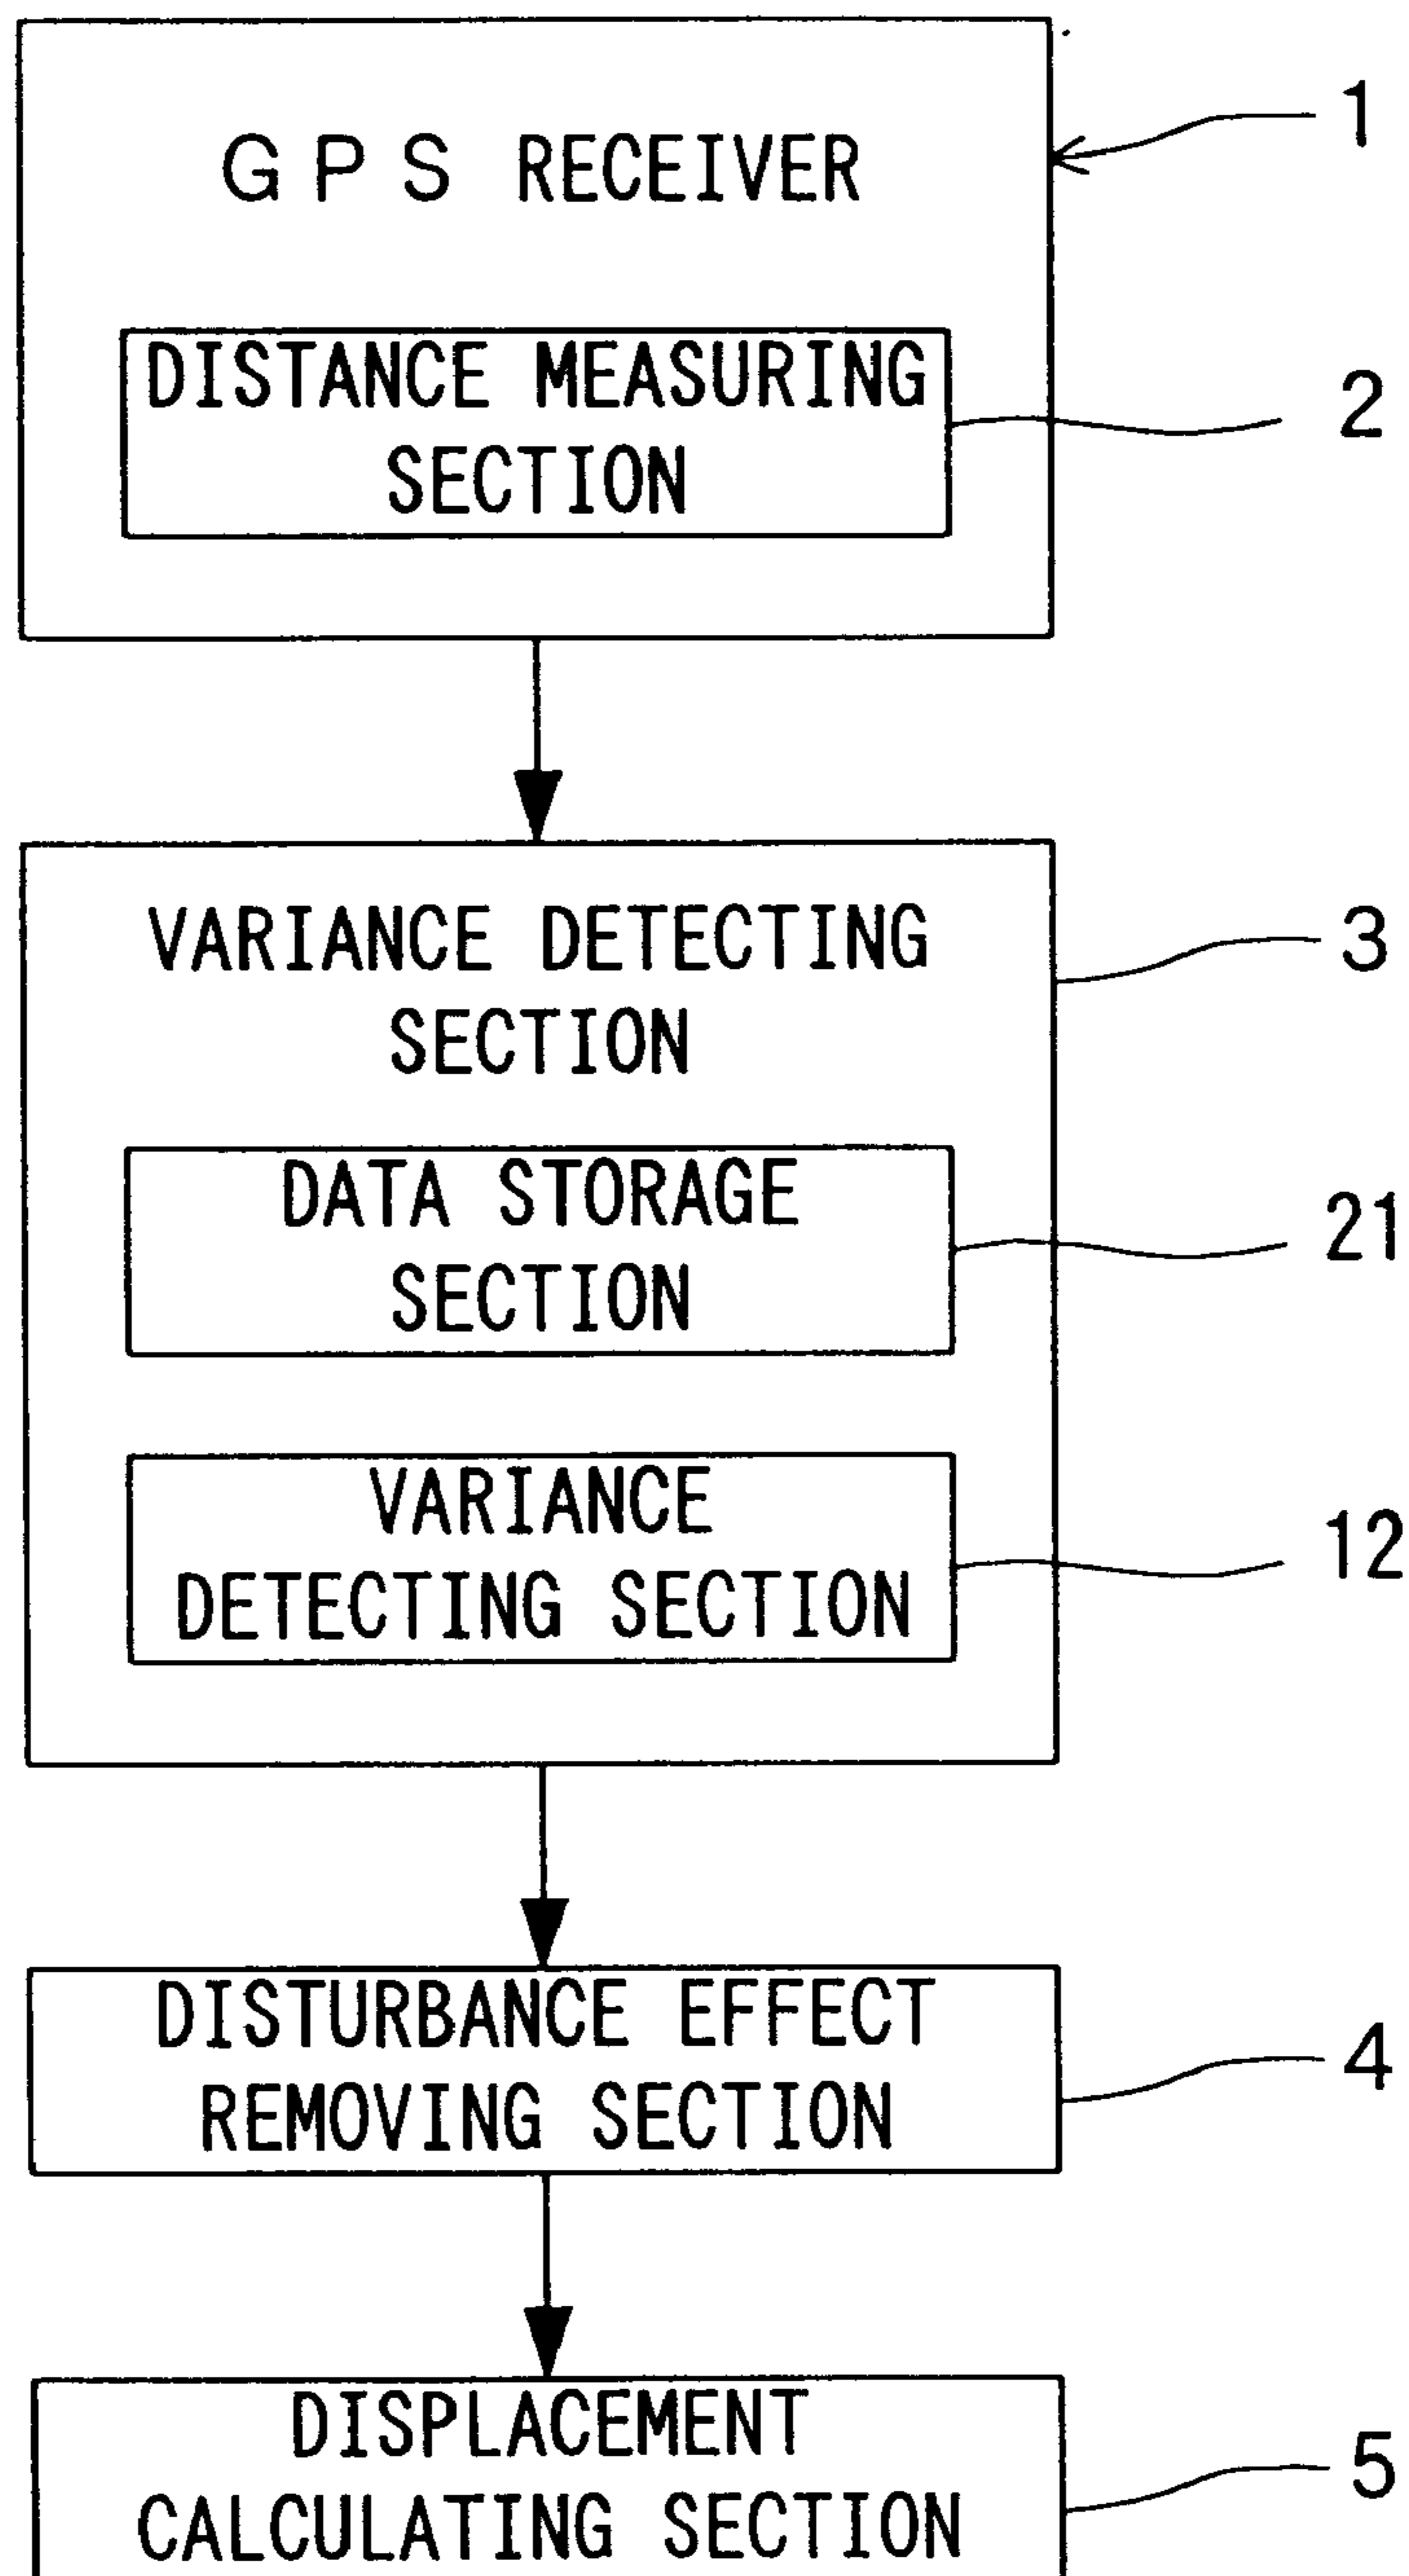 GPS RECEIVER
1
DISTANCE MEASURING
SECTION
2
VARIANCE DETECTING
SECTION
3
DATA STORAGE
SECTION
21
VARIANCE
DETECTING SECTION
12
DISTURBANCE EFFECT
REMOVING SECTION
4
DISPLACEMENT
CALCULATING SECTION
5